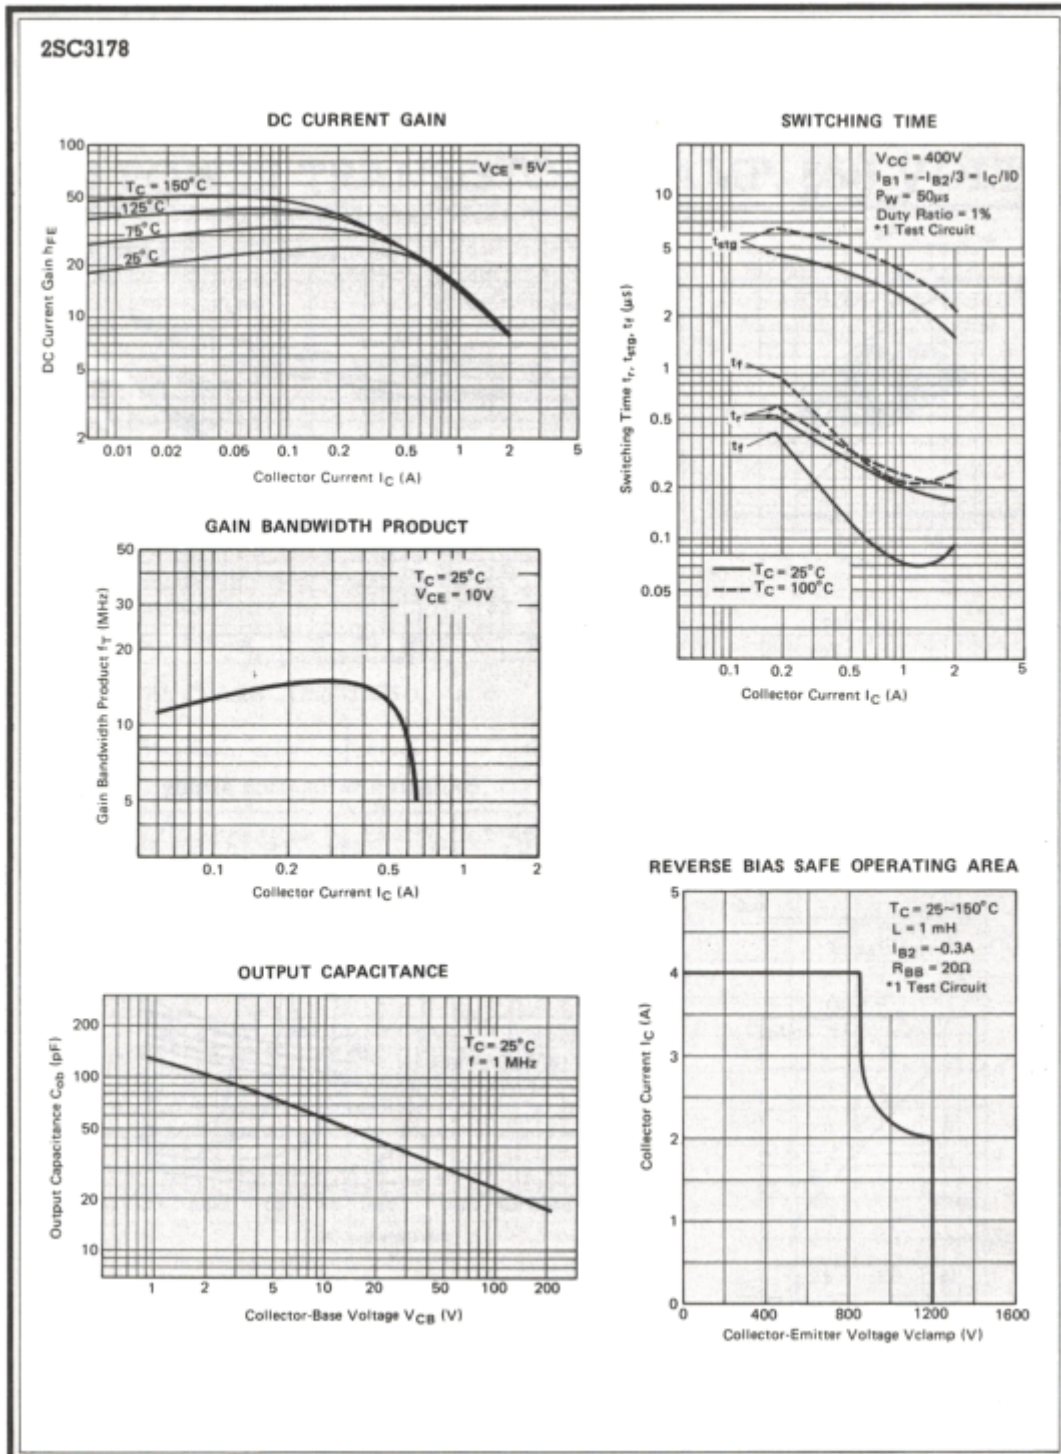 2SC3178
DC CURRENT GAIN
100
50
20
10
5
2
DC Current Gain hFE
TC = 150°C
125°C
75°C
25°C
VCE = 5V
0.01 0.02 0.05 0.1 0.2 0.5 1 2 5
Collector Current IC (A)
SWITCHING TIME
10
5
2
1
0.5
0.2
0.1
0.05
Switching Time tr, tstg, tf (μS)
VCC = 400V
IB1 = -IB2/3 = IC/10
PW = 50μs
Duty Ratio = 1%
*1 Test Circuit
tstg
tf
tr
tf
TC = 25°C
TC = 100°C
0.1 0.2 0.5 1 2 5
Collector Current IC (A)
GAIN BANDWIDTH PRODUCT
50
30
20
10
5
Gain Bandwidth Product fT (MHz)
TC = 25°C
VCE = 10V
0.1 0.2 0.5 1 2
Collector Current IC (A)
OUTPUT CAPACITANCE
200
100
50
20
10
Output Capacitance Cob (pF)
TC = 25°C
f = 1 MHz
1 2 5 10 20 50 100 200
Collector-Base Voltage VCB (V)
REVERSE BIAS SAFE OPERATING AREA
5
4
3
2
1
0
Collector Current IC (A)
TC = 25~150°C
L = 1 mH
IB2 = -0.3A
RBB = 20Ω
*1 Test Circuit
0 400 800 1200 1600
Collector-Emitter Voltage Vclamp (V)